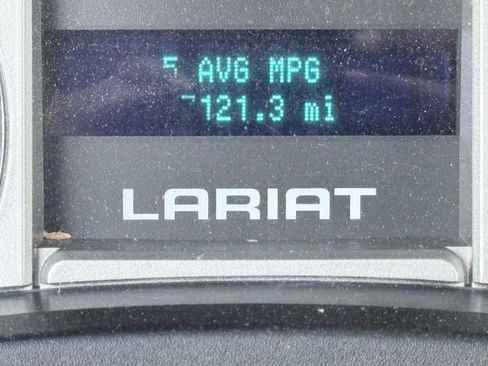 AVG MPG
121.3 mi
LARIAT